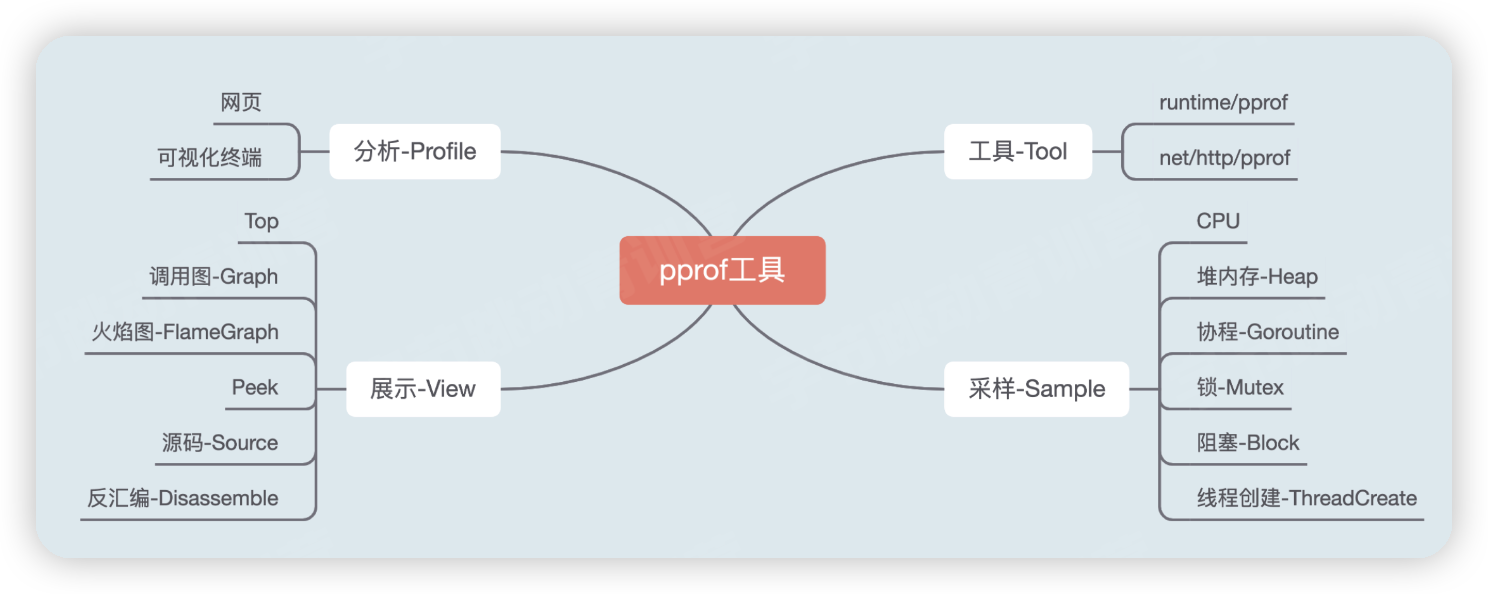 网页
可视化终端
分析-Profile
Top
调用图-Graph
火焰图-FlameGraph
Peek
源码-Source
反汇编-Disassemble
展示-View
pprof工具
工具-Tool
runtime/pprof
net/http/pprof
采样-Sample
CPU
堆内存-Heap
协程-Goroutine
锁-Mutex
阻塞-Block
线程创建-ThreadCreate